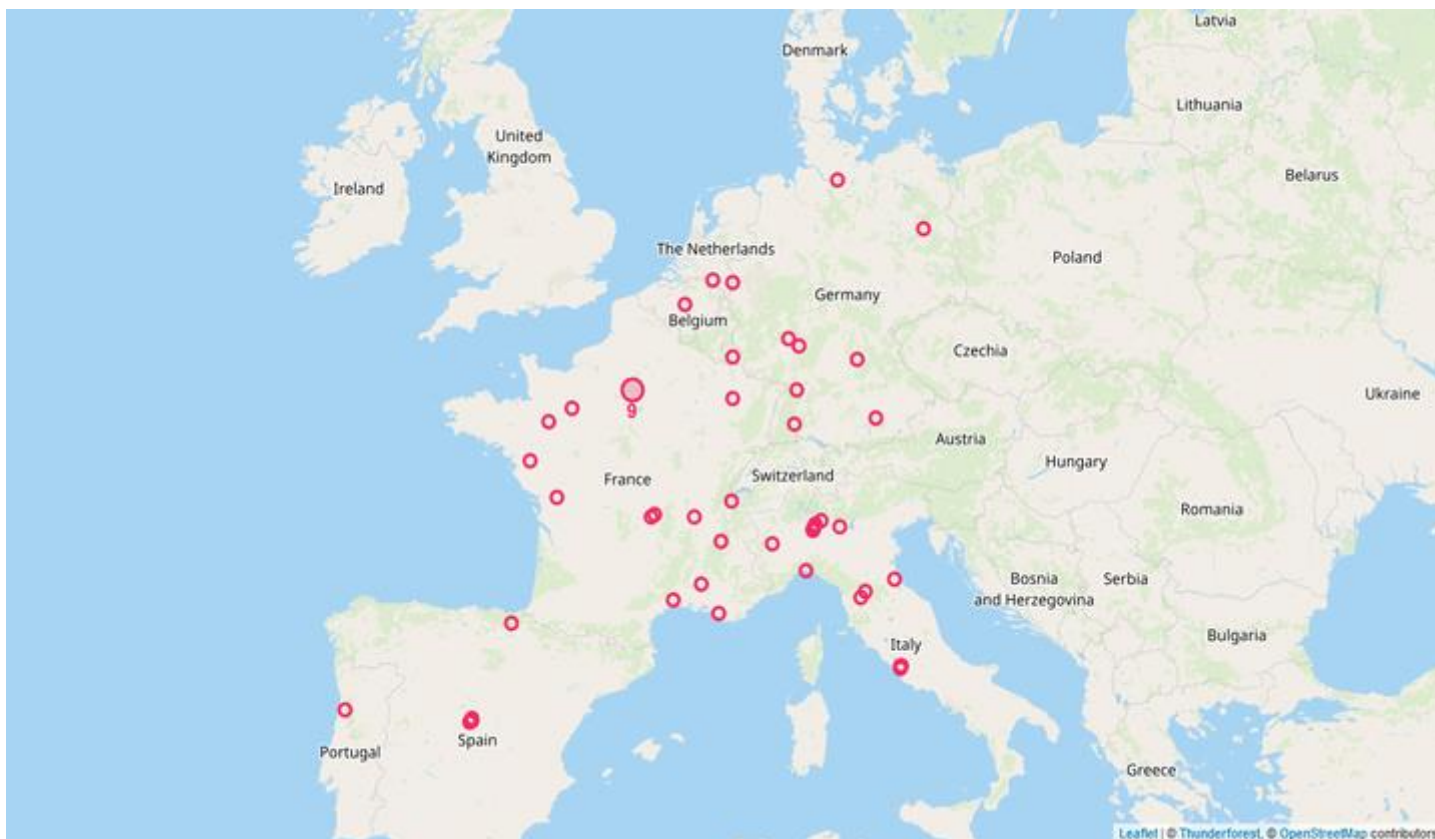 Latvia
Denmark
Lithuania
United
Kingdom
Belarus
Ireland
The Netherlands
Poland
Germany
Belgium
Czechia
Ukraine
9
Austria
Hungary
Switzerland
France
Romania
Bosnia
and Herzegovina
Serbia
Bulgaria
Italy
Spain
Portugal
Greece
Leaflet | © Thunderforest, © OpenStreetMap contributors